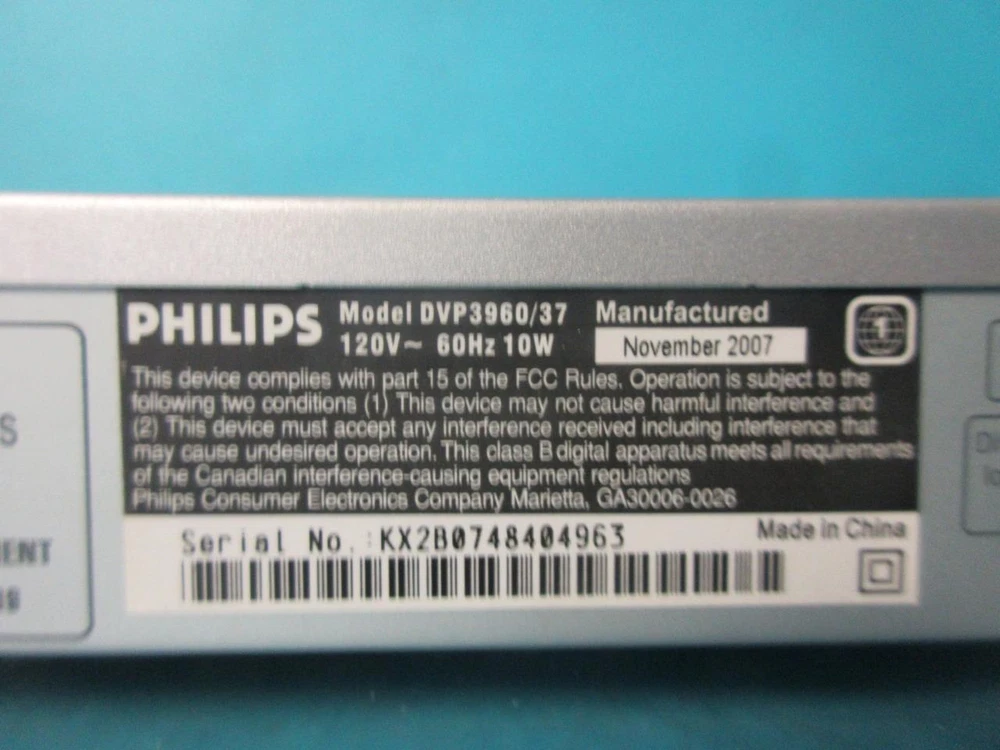 PHILIPS Model DVP3960/37 Manufactured
120V~ 60Hz 10W November 2007
1
This device complies with part 15 of the FCC Rules. Operation is subject to the
following two conditions (1) This device may not cause harmful interference and
(2) This device must accept any interference received including interference that
may cause undesired operation. This class B digital apparatus meets all requirements
of the Canadian interference-causing equipment regulations
Philips Consumer Electronics Company Marietta, GA30006-0026
Serial No. : KX2B0748404963 Made in China